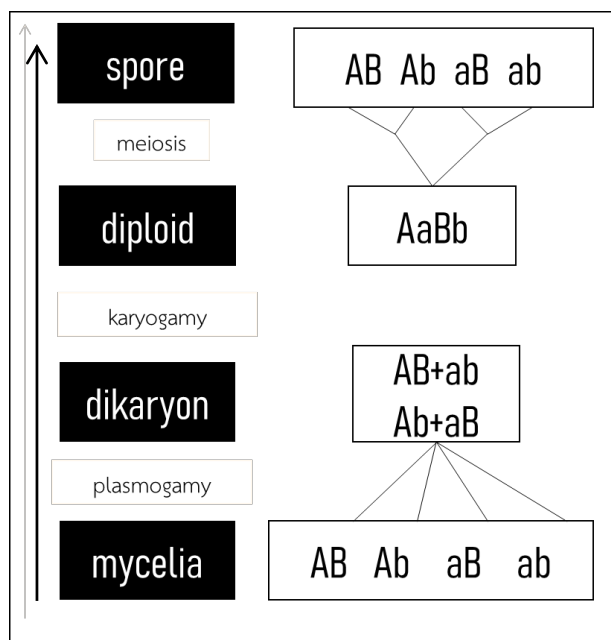 spore
AB Ab aB ab
meiosis
diploid
AaBb
karyogamy
dikaryon
AB+ab
Ab+aB
plasmogamy
mycelia
AB Ab aB ab